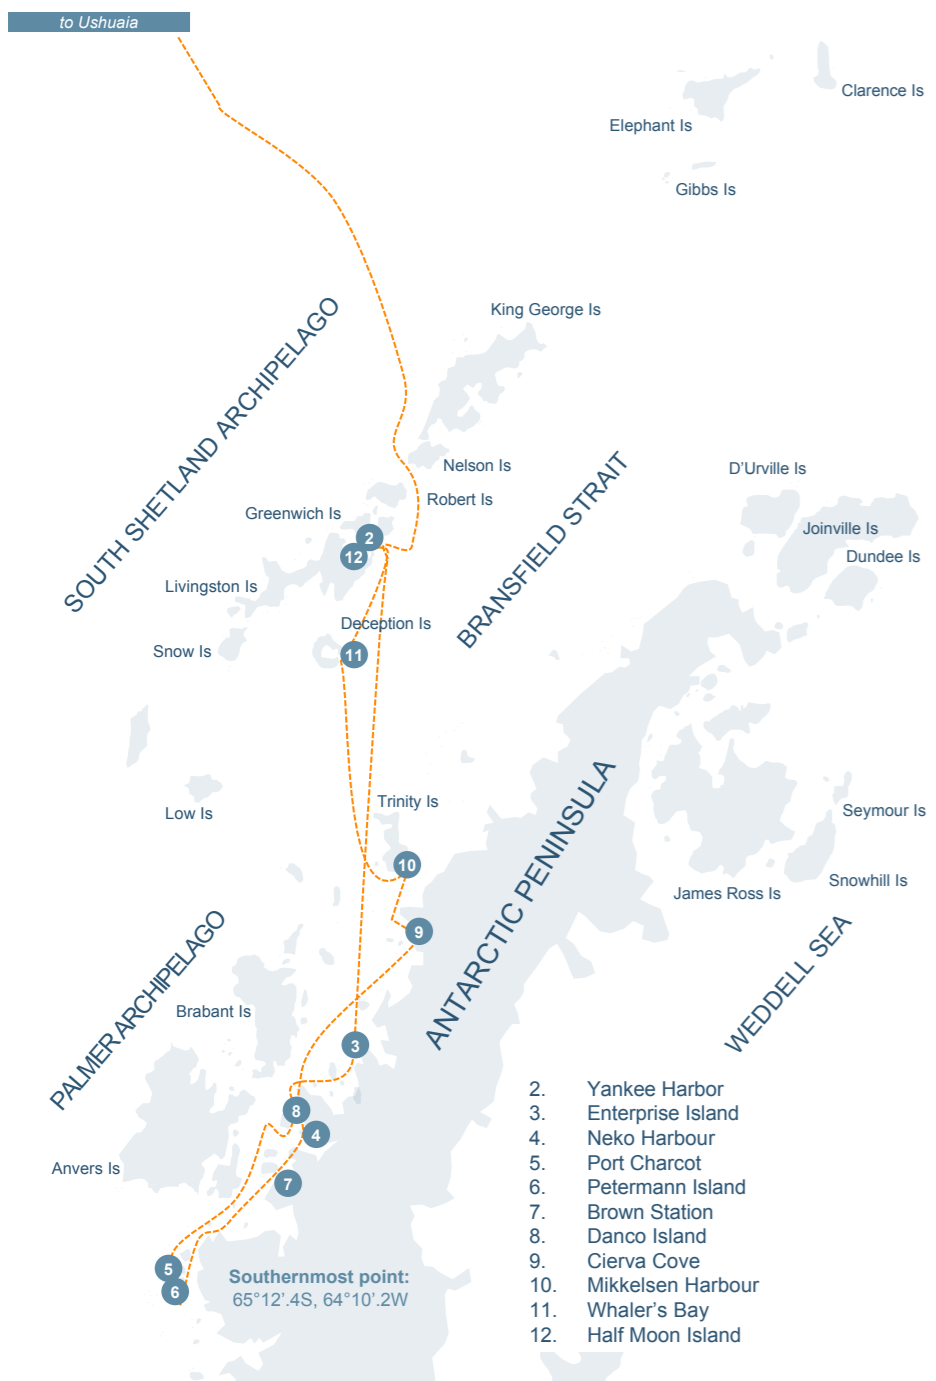 to Ushuaia
Clarence Is
Elephant Is
Gibbs Is
King George Is
SOUTH SHETLAND ARCHIPELAGO
Nelson Is
BRANSFIELD STRAIT
D'Urville Is
Robert Is
Greenwich Is
Joinville Is
2
12
Dundee Is
Livingston Is
Deception Is
Snow Is
11
Trinity Is
Low Is
Seymour Is
10
Snowhill Is
James Ross Is
ANTARCTIC PENINSULA
9
WEDDELL SEA
PALMER ARCHIPELAGO
Brabant Is
3
8
4
Anvers Is
7
5
6
Southernmost point:
65°12'.4S, 64°10'.2W
2. Yankee Harbor
3. Enterprise Island
4. Neko Harbour
5. Port Charcot
6. Petermann Island
7. Brown Station
8. Danco Island
9. Cierva Cove
10. Mikkelsen Harbour
11. Whaler's Bay
12. Half Moon Island